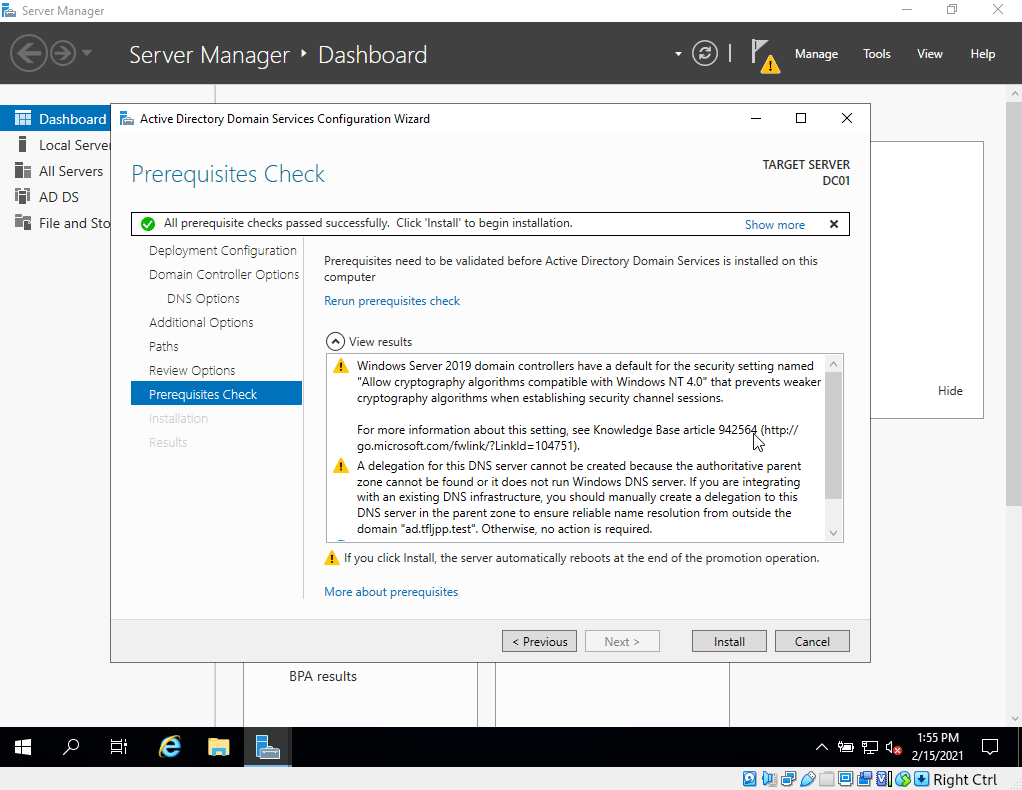 Server Manager
Server Manager ‣ Dashboard
Manage Tools View Help
Dashboard
Local Server
All Servers
AD DS
File and Sto
Active Directory Domain Services Configuration Wizard
Prerequisites Check
TARGET SERVER
DC01
All prerequisite checks passed successfully. Click 'Install' to begin installation.
Show more
Deployment Configuration
Domain Controller Options
DNS Options
Additional Options
Paths
Review Options
Prerequisites Check
Installation
Results
Prerequisites need to be validated before Active Directory Domain Services is installed on this
computer
Rerun prerequisites check
View results
Windows Server 2019 domain controllers have a default for the security setting named
"Allow cryptography algorithms compatible with Windows NT 4.0" that prevents weaker
cryptography algorithms when establishing security channel sessions.
For more information about this setting, see Knowledge Base article 942564 (http://
go.microsoft.com/fwlink/?LinkId=104751).
A delegation for this DNS server cannot be created because the authoritative parent
zone cannot be found or it does not run Windows DNS server. If you are integrating
with an existing DNS infrastructure, you should manually create a delegation to this
DNS server in the parent zone to ensure reliable name resolution from outside the
domain "ad.tfljpp.test". Otherwise, no action is required.
If you click Install, the server automatically reboots at the end of the promotion operation.
More about prerequisites
< Previous
Next >
Install
Cancel
Hide
BPA results
1:55 PM
2/15/2021
Right Ctrl